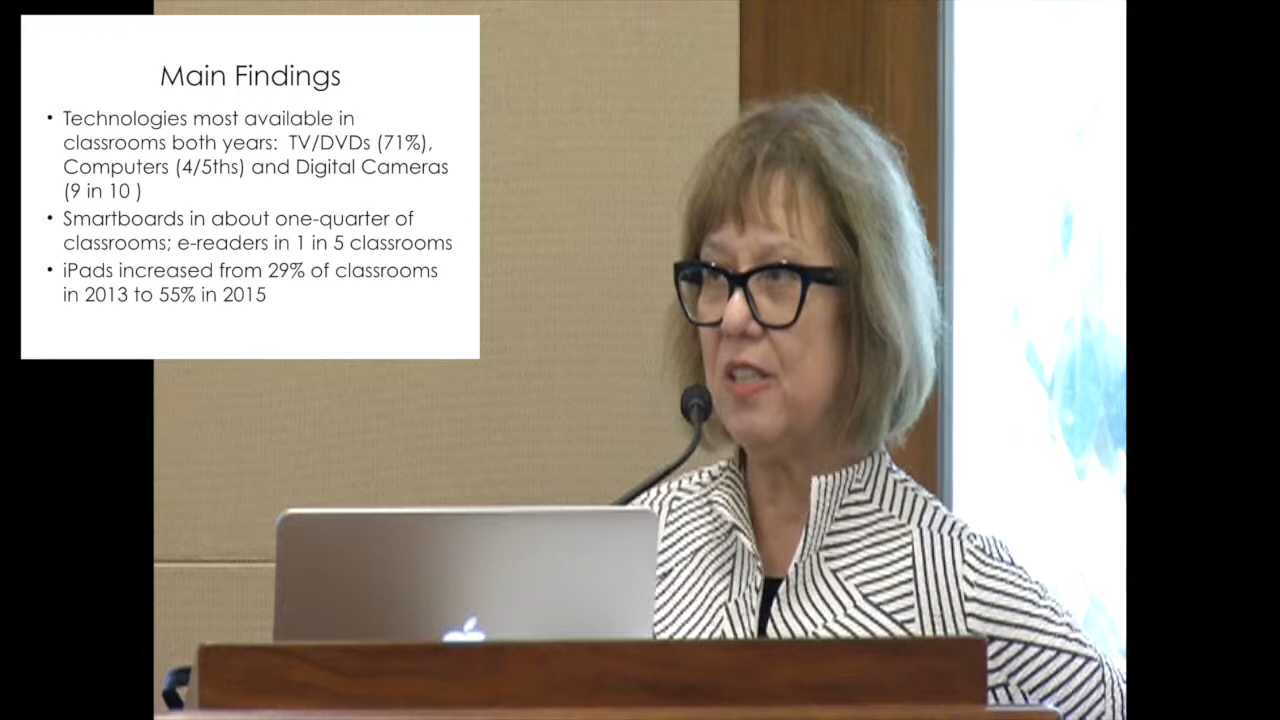 Main Findings
• Technologies most available in
classrooms both years:  TV/DVDs (71%),
Computers (4/5ths) and Digital Cameras
(9 in 10 )
• Smartboards in about one-quarter of
classrooms; e-readers in 1 in 5 classrooms
• iPads increased from 29% of classrooms
in 2013 to 55% in 2015